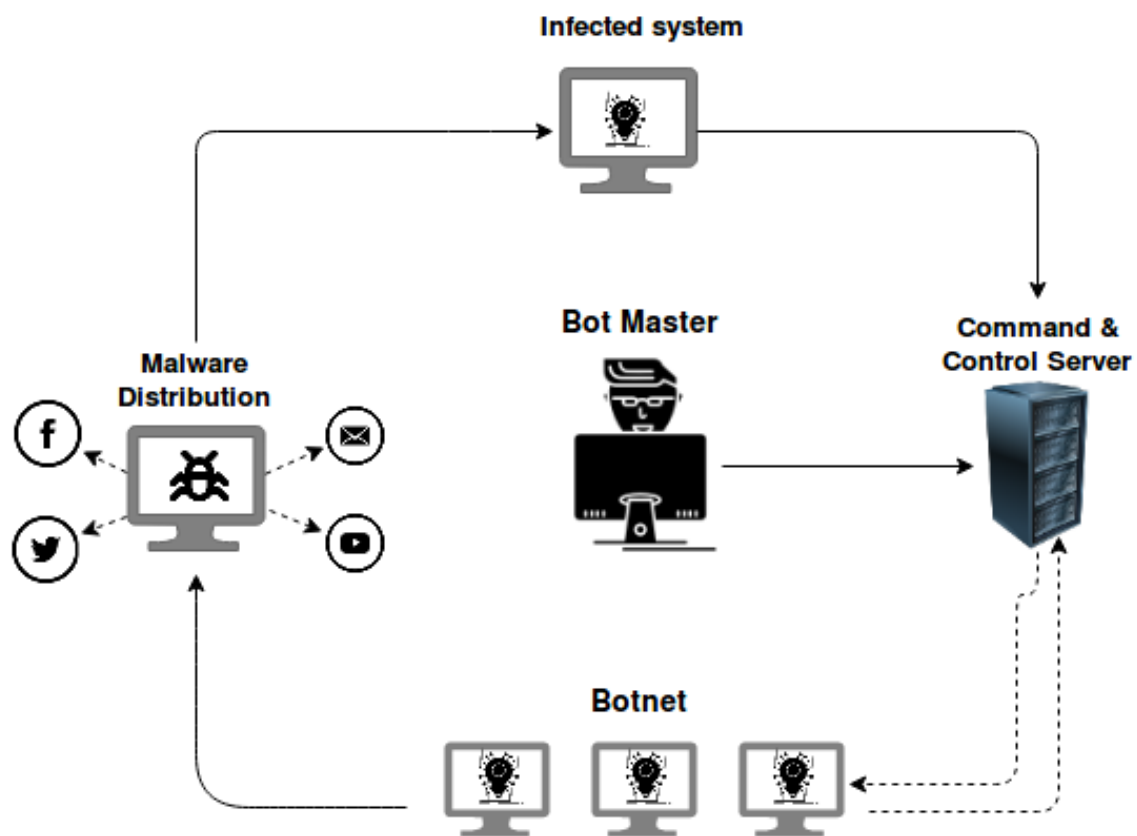 Infected system
Bot Master
Command &
Control Server
Malware
Distribution
Botnet